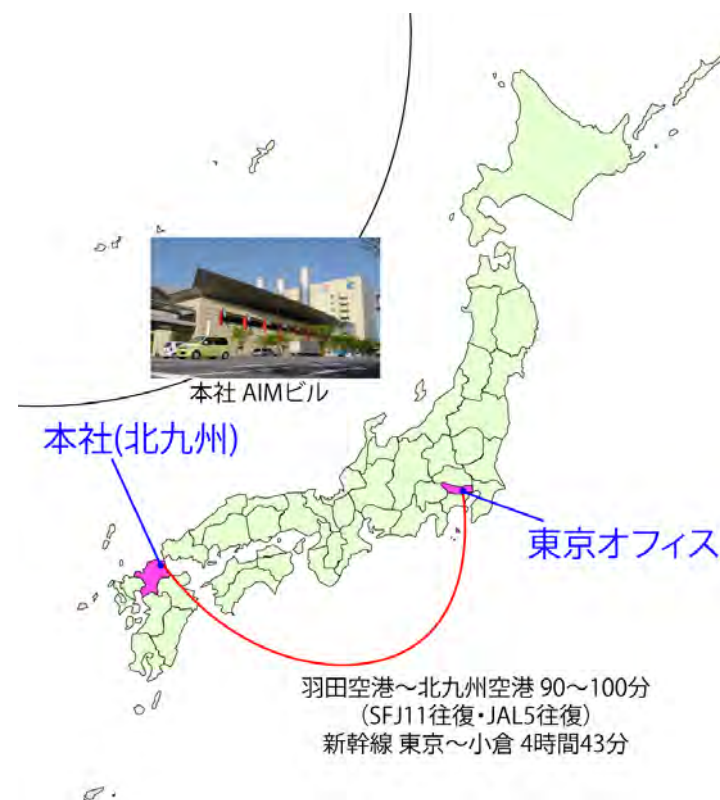 本社 AIMビル
本社(北九州)
東京オフィス
羽田空港～北九州空港 90～100分
（SFJ11往復・JAL5往復）
新幹線 東京～小倉 4時間43分